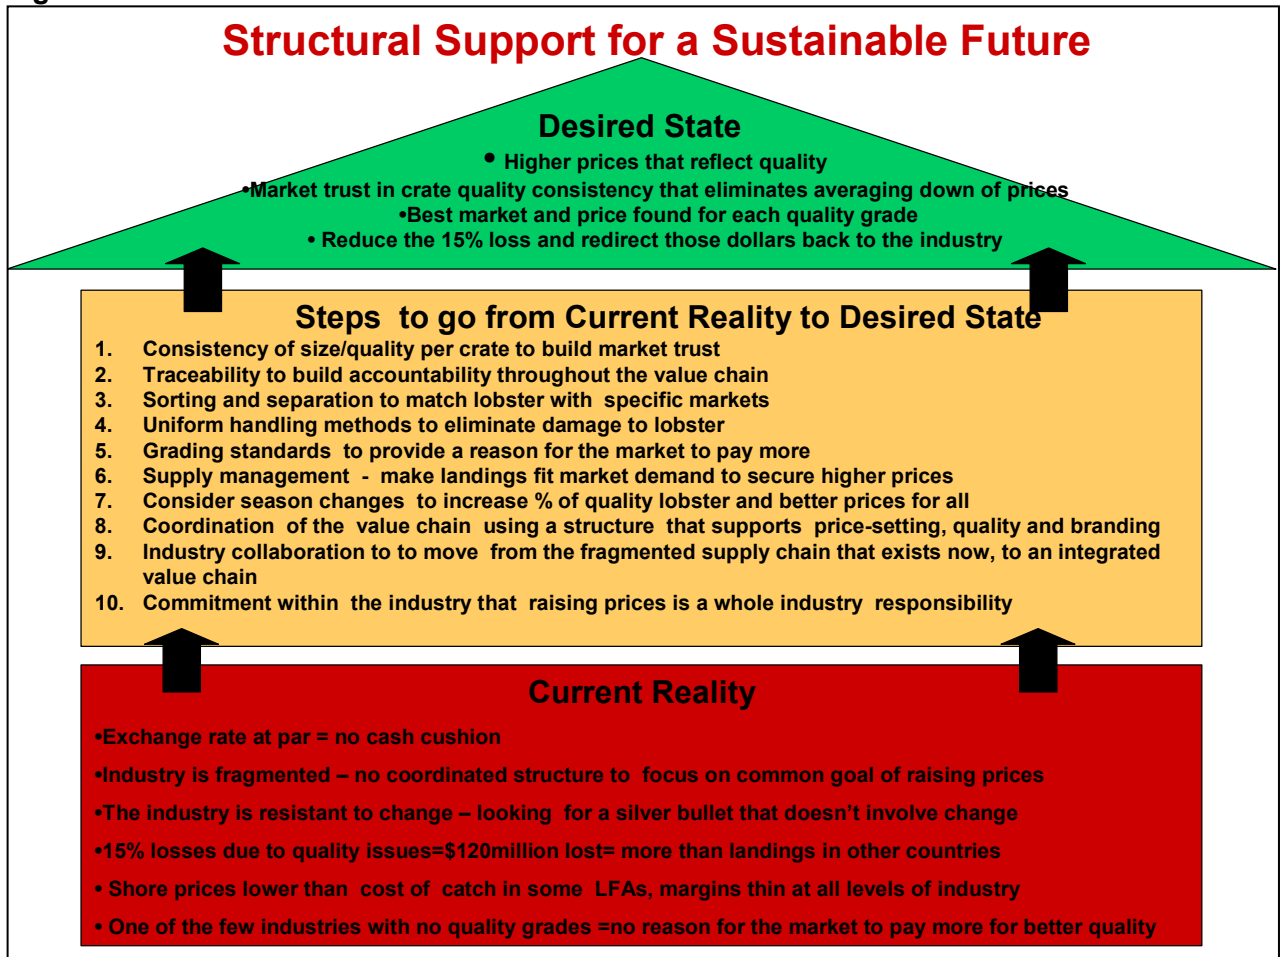 Structural Support for a Sustainable Future
Desired State
• Higher prices that reflect quality
•Market trust in crate quality consistency that eliminates averaging down of prices
•Best market and price found for each quality grade
• Reduce the 15% loss and redirect those dollars back to the industry
Steps to go from Current Reality to Desired State
1. Consistency of size/quality per crate to build market trust
2. Traceability to build accountability throughout the value chain
3. Sorting and separation to match lobster with specific markets
4. Uniform handling methods to eliminate damage to lobster
5. Grading standards to provide a reason for the market to pay more
6. Supply management - make landings fit market demand to secure higher prices
7. Consider season changes to increase % of quality lobster and better prices for all
8. Coordination of the value chain using a structure that supports price-setting, quality and branding
9. Industry collaboration to to move from the fragmented supply chain that exists now, to an integrated
value chain
10. Commitment within the industry that raising prices is a whole industry responsibility
Current Reality
•Exchange rate at par = no cash cushion
•Industry is fragmented – no coordinated structure to focus on common goal of raising prices
•The industry is resistant to change – looking for a silver bullet that doesn’t involve change
•15% losses due to quality issues=$120million lost= more than landings in other countries
• Shore prices lower than cost of catch in some LFAs, margins thin at all levels of industry
• One of the few industries with no quality grades =no reason for the market to pay more for better quality